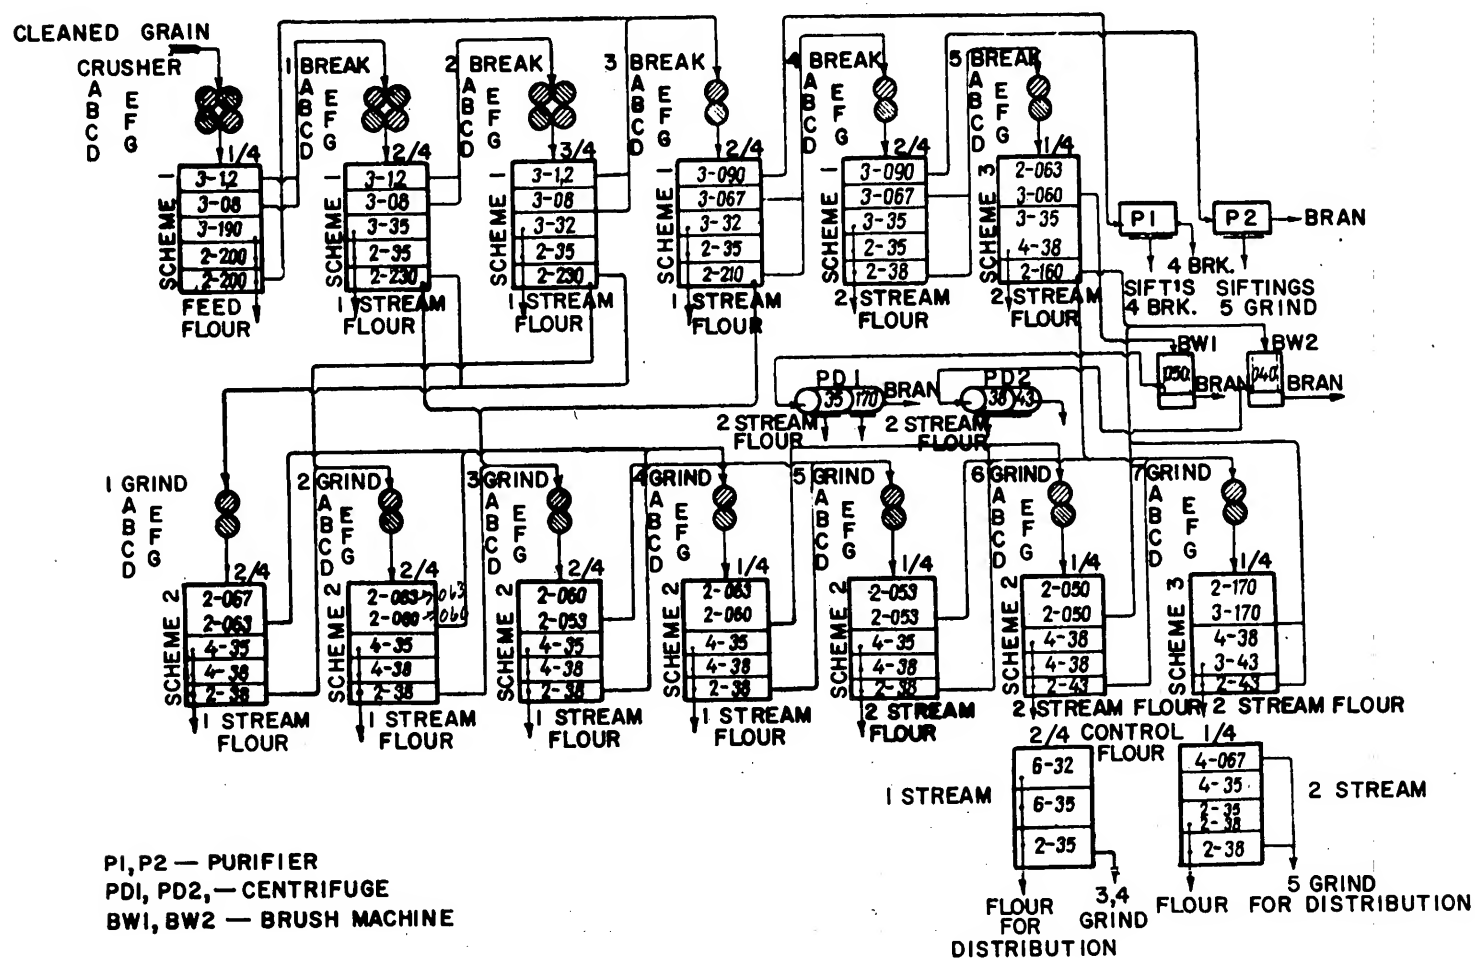 CLEANED GRAIN
CRUSHER
A B C D
E F G
1/4
SCHEME 1
3-1,2
3-08
3-190
2-200
2-200
FEED
FLOUR
1 BREAK
A B C D
E F G
2/4
SCHEME 1
3-1,2
3-08
3-35
2-35
2-230
1 STREAM
FLOUR
2 BREAK
A B C D
E F G
3/4
SCHEME 1
3-1,2
3-08
3-32
2-35
2-230
1 STREAM
FLOUR
3 BREAK
A B C D
E F G
2/4
SCHEME 1
3-090
3-067
3-32
2-35
2-210
1 STREAM
FLOUR
4 BREAK
A B C D
E F G
2/4
SCHEME 1
3-090
3-067
3-35
2-35
2-38
2 STREAM
FLOUR
5 BREAK
A B C D
E F G
1/4
SCHEME 3
2-063
3-060
3-35
4-38
2-160
2 STREAM
FLOUR
P1
P2
BRAN
4 BRK.
SIFT'S
4 BRK.
SIFTINGS
5 GRIND
BW1
050
BRAN
BW2
040
BRAN
PD1
35 170
BRAN
2 STREAM
FLOUR
PD2
38 43
2 STREAM
FLOUR
1 GRIND
A B C D
E F G
2/4
SCHEME 2
2-067
2-063
4-35
4-38
2-38
1 STREAM
FLOUR
2 GRIND
A B C D
E F G
2/4
SCHEME 2
2-063 063
2-060 060
4-35
4-38
2-38
1 STREAM
FLOUR
3 GRIND
A B C D
E F G
2/4
SCHEME 2
2-060
2-053
4-35
4-38
2-38
1 STREAM
FLOUR
4 GRIND
A B C D
E F G
1/4
SCHEME 2
2-063
2-060
4-35
4-38
2-38
1 STREAM
FLOUR
5 GRIND
A B C D
E F G
1/4
SCHEME 2
2-053
2-053
4-35
4-38
2-38
2 STREAM
FLOUR
6 GRIND
A B C D
E F G
1/4
SCHEME 2
2-050
2-050
4-38
4-38
2-43
2 STREAM FLOUR
7 GRIND
A B C D
E F G
1/4
SCHEME 3
2-170
3-170
4-38
3-43
2-43
2 STREAM FLOUR
CONTROL
FLOUR
1 STREAM
2/4
6-32
6-35
2-35
FLOUR
FOR
DISTRIBUTION
3,4
GRIND
2 STREAM
1/4
4-067
4-35
2-35
2-38
2-38
FLOUR
5 GRIND
FOR DISTRIBUTION
P1, P2 — PURIFIER
PD1, PD2, — CENTRIFUGE
BW1, BW2 — BRUSH MACHINE